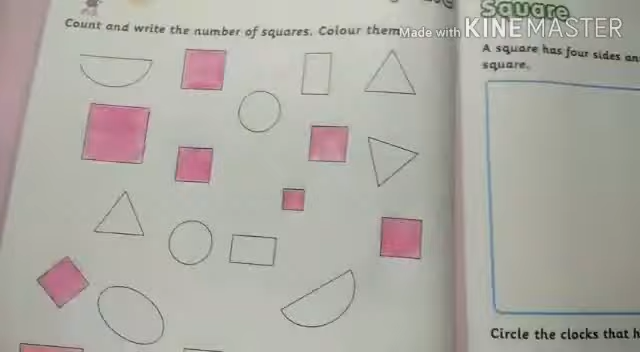 Count and write the number of squares. Colour them
Made with KINEMASTER
Square
A square has four sides an
square.
Circle the clocks that h